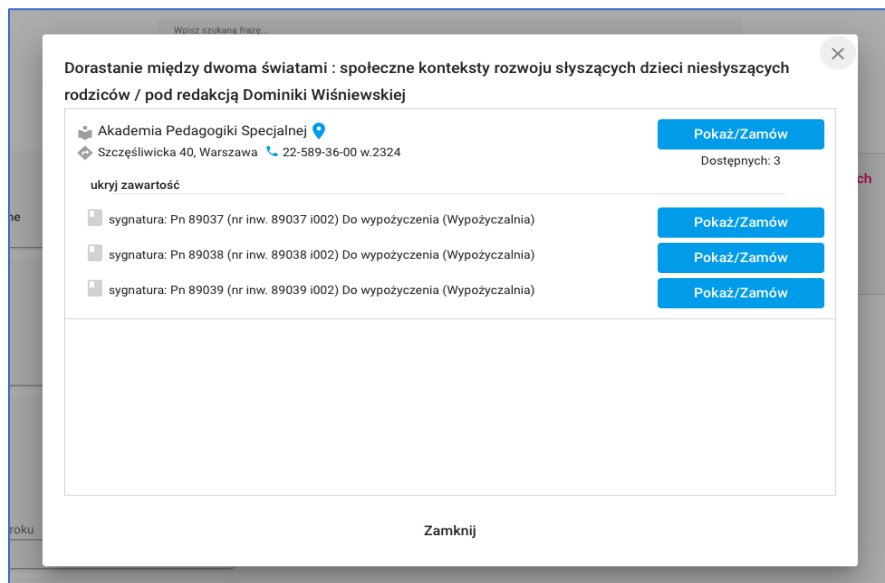 Wpisz szukaną frazę...
Dorastanie między dwoma światami : społeczne konteksty rozwoju słyszących dzieci niesłyszących
rodziców / pod redakcją Dominiki Wiśniewskiej
Akademia Pedagogiki Specjalnej
Pokaż/Zamów
Szczęśliwicka 40, Warszawa 22-589-36-00 w.2324
Dostępnych: 3
ukryj zawartość
sygnatura: Pn 89037 (nr inw. 89037 i002) Do wypożyczenia (Wypożyczalnia)
Pokaż/Zamów
sygnatura: Pn 89038 (nr inw. 89038 i002) Do wypożyczenia (Wypożyczalnia)
Pokaż/Zamów
sygnatura: Pn 89039 (nr inw. 89039 i002) Do wypożyczenia (Wypożyczalnia)
Pokaż/Zamów
roku
Zamknij